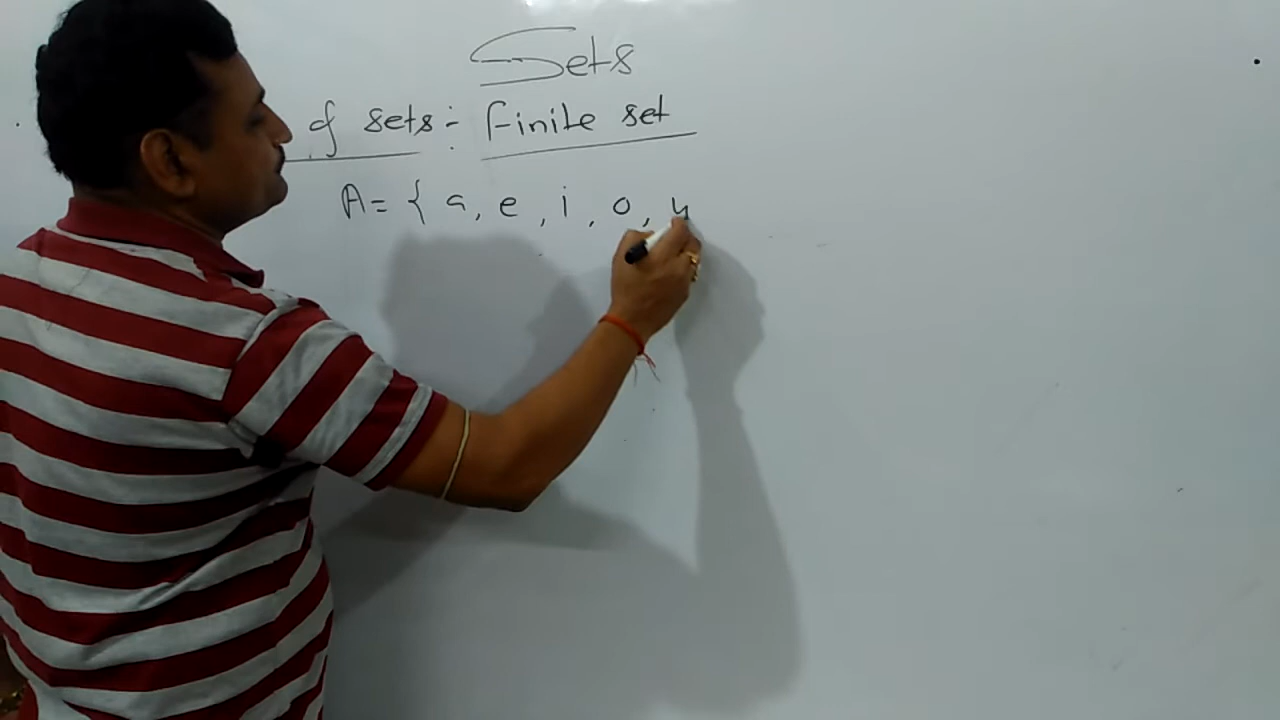 Sets
of sets :- finite set
A = { a, e, i, o, u